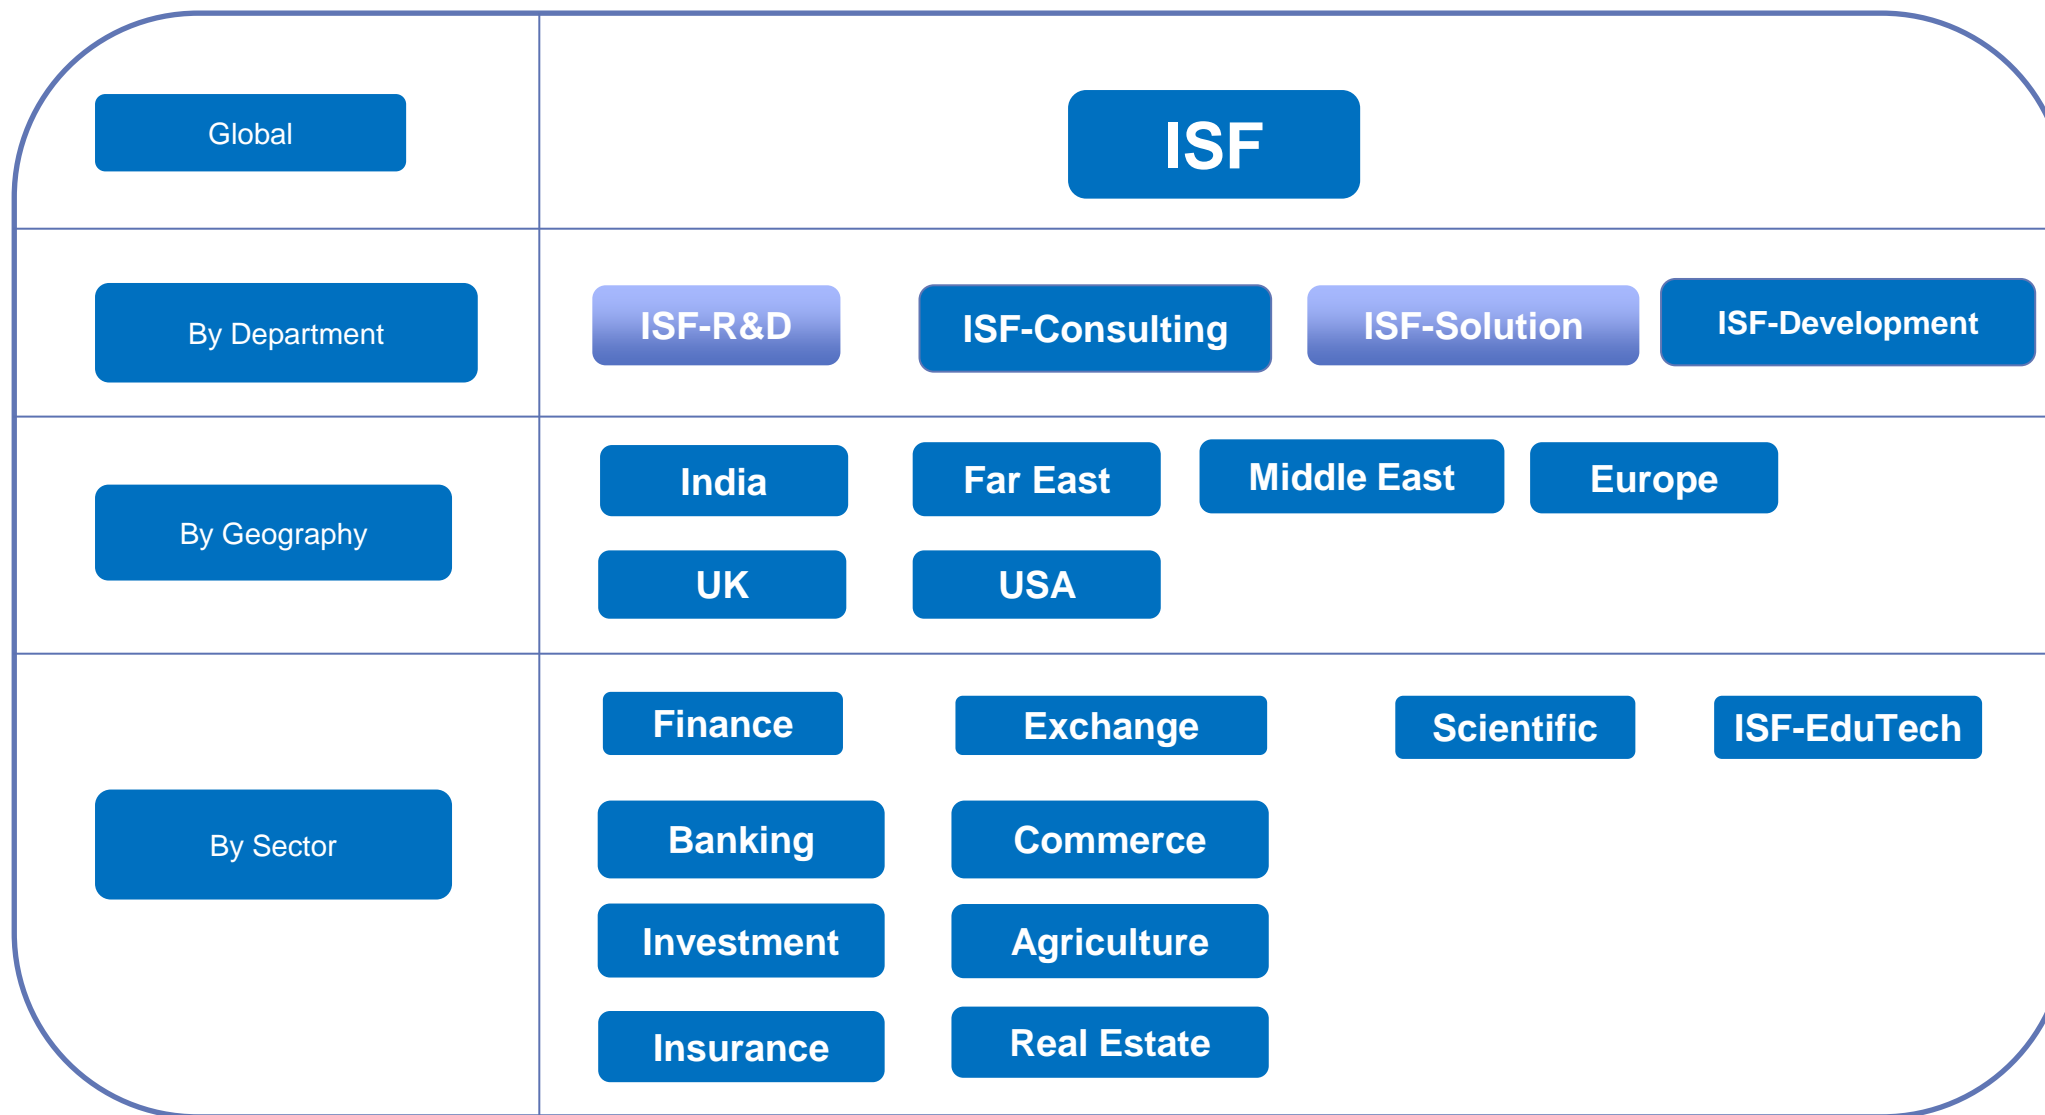 Global
ISF
By Department
ISF-R&D
ISF-Consulting
ISF-Solution
ISF-Development
By Geography
India
Far East
Middle East
Europe
UK
USA
By Sector
Finance
Exchange
Scientific
ISF-EduTech
Banking
Commerce
Investment
Agriculture
Insurance
Real Estate